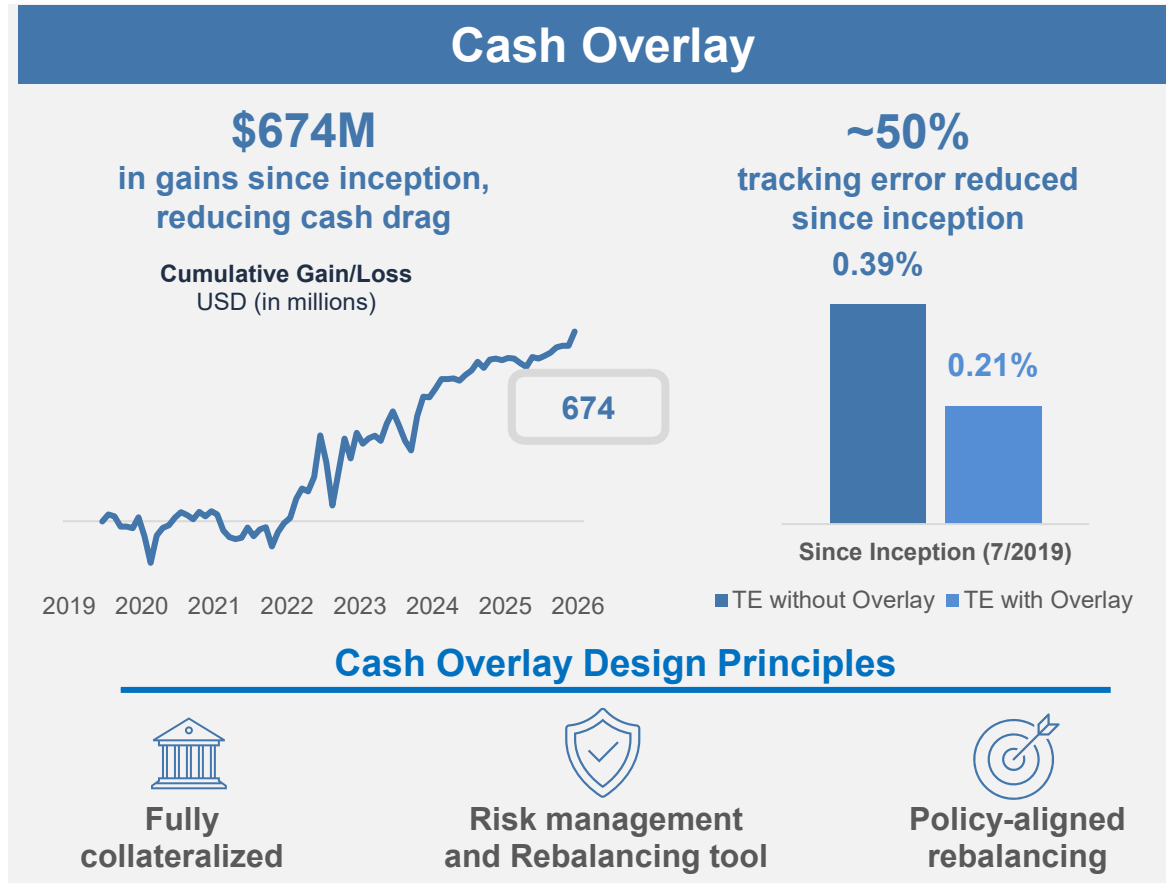 Cash Overlay
$674M
in gains since inception,
reducing cash drag
Cumulative Gain/Loss
USD (in millions)
674
2019 2020 2021 2022 2023 2024 2025 2026
~50%
tracking error reduced
since inception
0.39%
0.21%
Since Inception (7/2019)
TE without Overlay TE with Overlay
Cash Overlay Design Principles
Fully
collateralized
Risk management
and Rebalancing tool
Policy-aligned
rebalancing